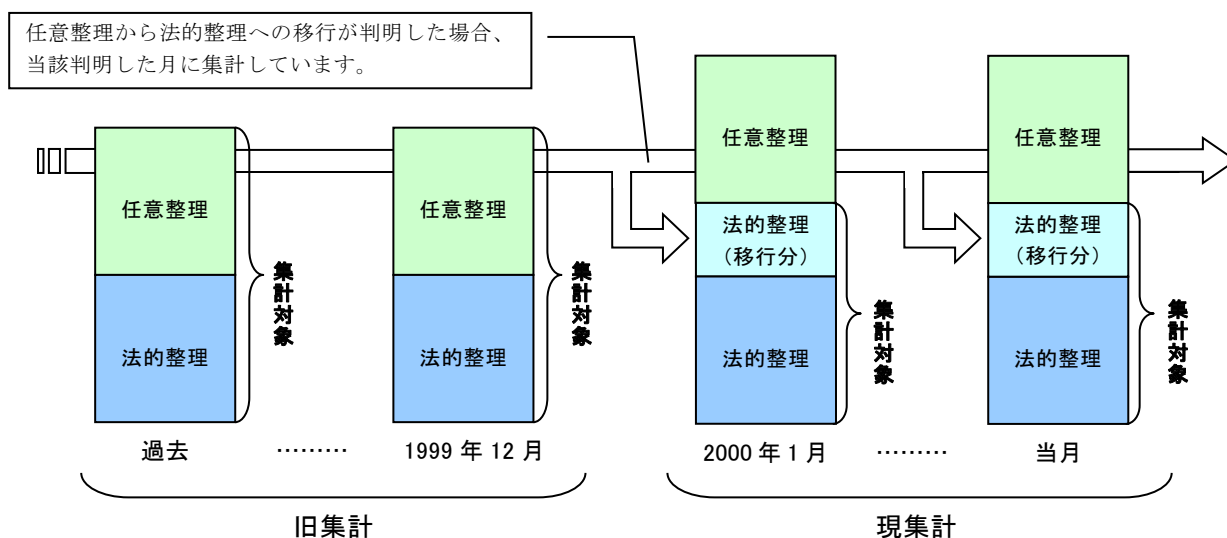 任意整理から法的整理への移行が判明した場合、
当該判明した月に集計しています。
任意整理
法的整理
集計対象
過去
………
任意整理
法的整理
集計対象
1999 年 12 月
任意整理
法的整理
（移行分）
法的整理
集計対象
2000 年 1 月
………
任意整理
法的整理
（移行分）
法的整理
集計対象
当月
旧集計
現集計